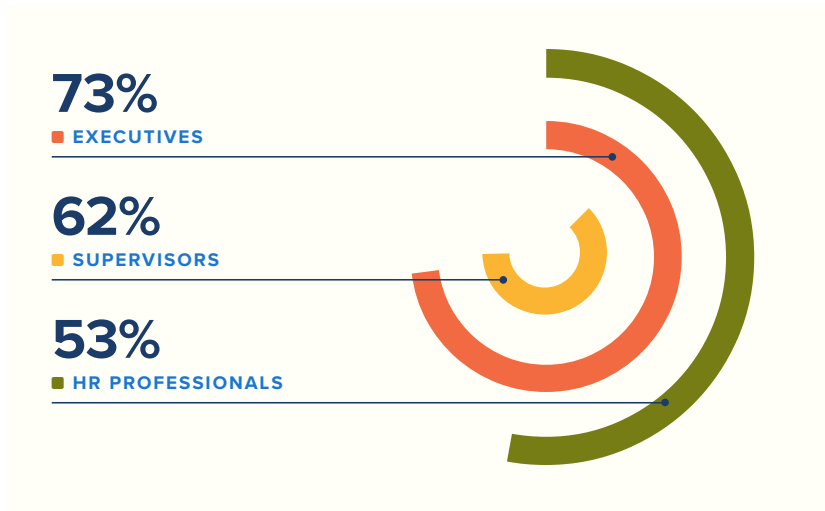 73%
EXECUTIVES
62%
SUPERVISORS
53%
HR PROFESSIONALS